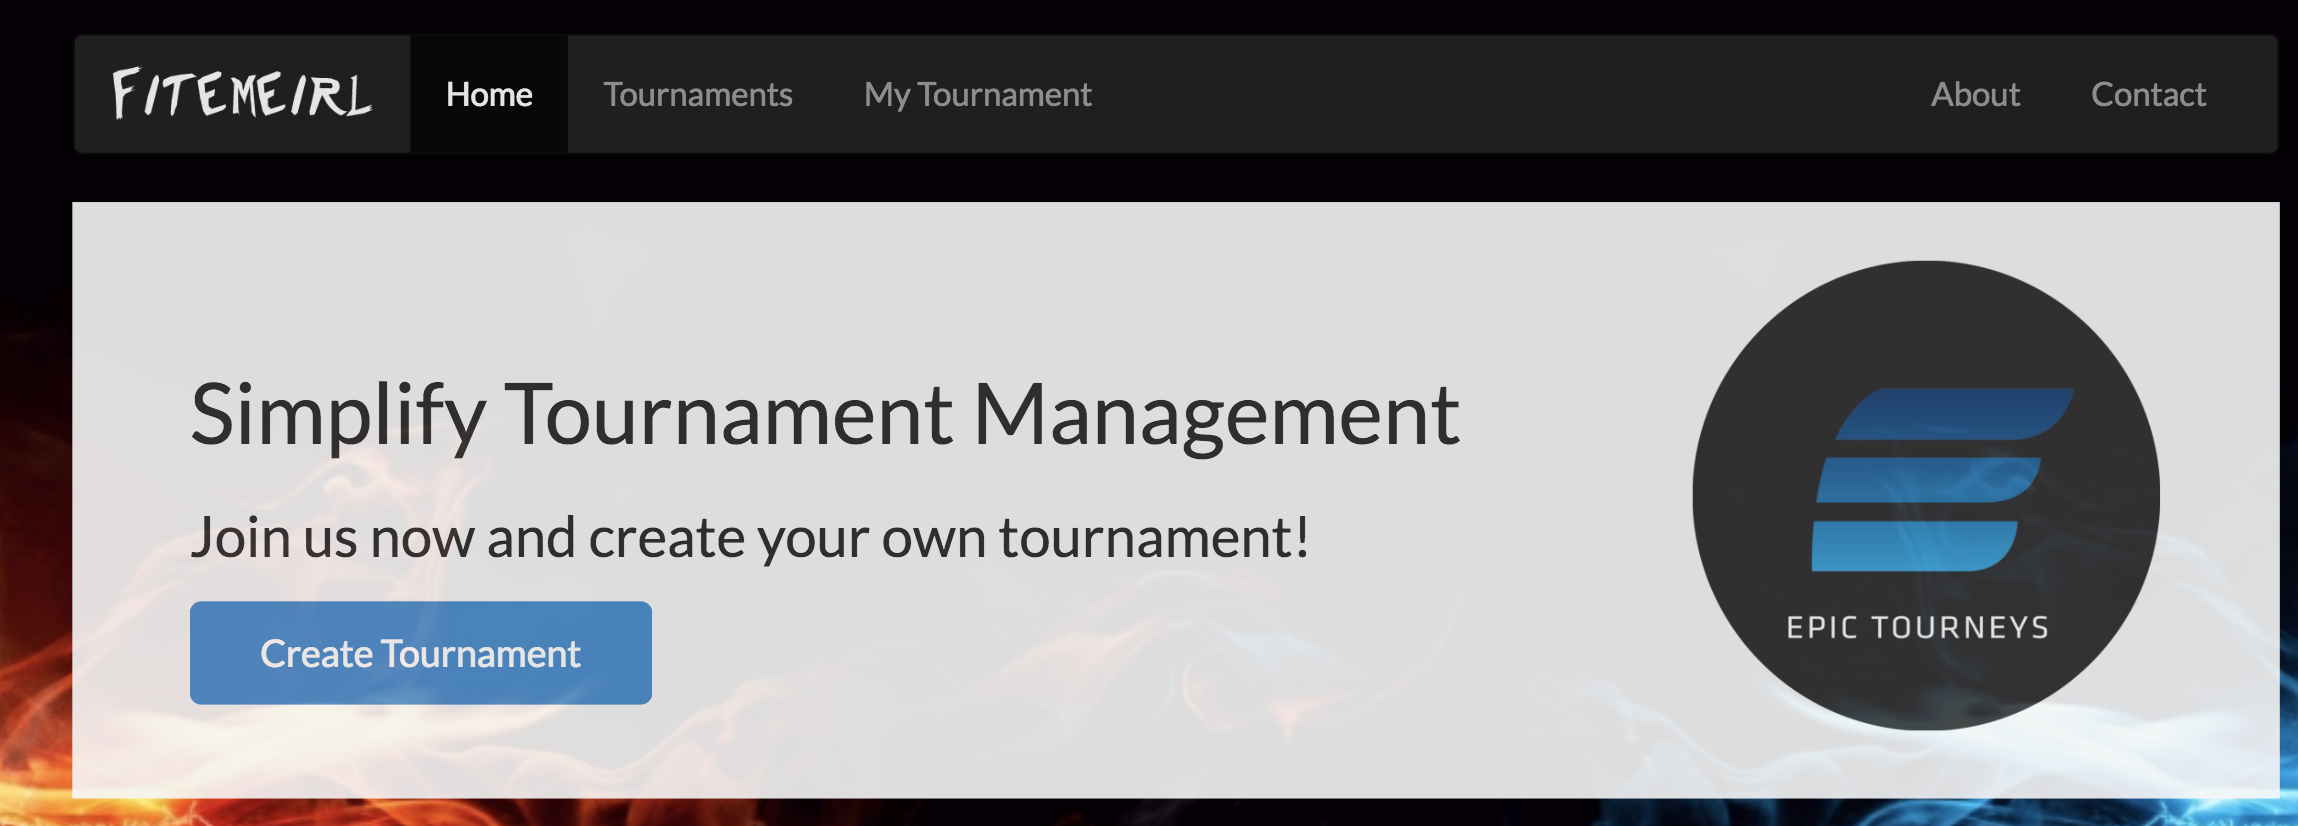 FITEMEIRL Home Tournaments My Tournament About Contact
Simplify Tournament Management
Join us now and create your own tournament!
Create Tournament
EPIC TOURNEYS